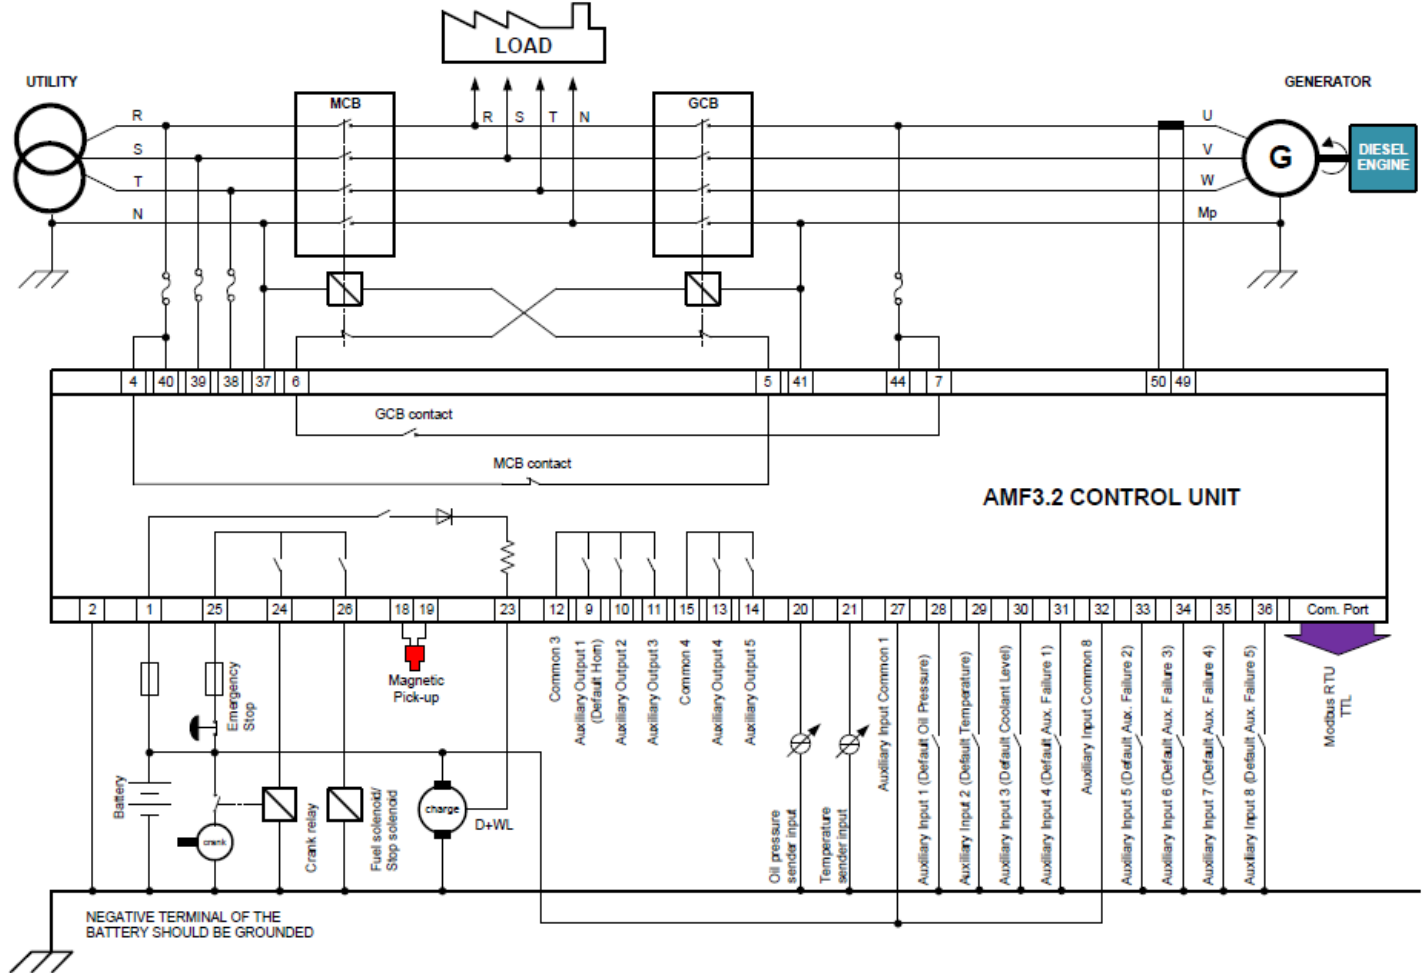 LOAD
UTILITY
MCB
GCB
GENERATOR
R
S
T
N
R S T N
U
V
W
Mp
G
DIESEL
ENGINE
4 40 39 38 37 6 5 41 44 7 50 49
GCB contact
MCB contact
AMF3.2 CONTROL UNIT
2 1 25 24 26 18 19 23 12 9 10 11 15 13 14 20 21 27 28 29 30 31 32 33 34 35 36 Com. Port
Emergency
Stop
Magnetic
Pick-up
Common 3
Auxiliary Output 1
(Default Horn)
Auxiliary Output 2
Auxiliary Output 3
Common 4
Auxiliary Output 4
Auxiliary Output 5
Oil pressure
sender input
Temperature
sender input
Auxiliary Input Common 1
Auxiliary Input 1 (Default Oil Pressure)
Auxiliary Input 2 (Default Temperature)
Auxiliary Input 3 (Default Coolant Level)
Auxiliary Input 4 (Default Aux. Failure 1)
Auxiliary Input Common 8
Auxiliary Input 5 (Default Aux. Failure 2)
Auxiliary Input 6 (Default Aux. Failure 3)
Auxiliary Input 7 (Default Aux. Failure 4)
Auxiliary Input 8 (Default Aux. Failure 5)
Modbus RTU
TTL
Battery
crank
Crank relay
Fuel solenoid/
Stop solenoid
charge
D+WL
NEGATIVE TERMINAL OF THE
BATTERY SHOULD BE GROUNDED